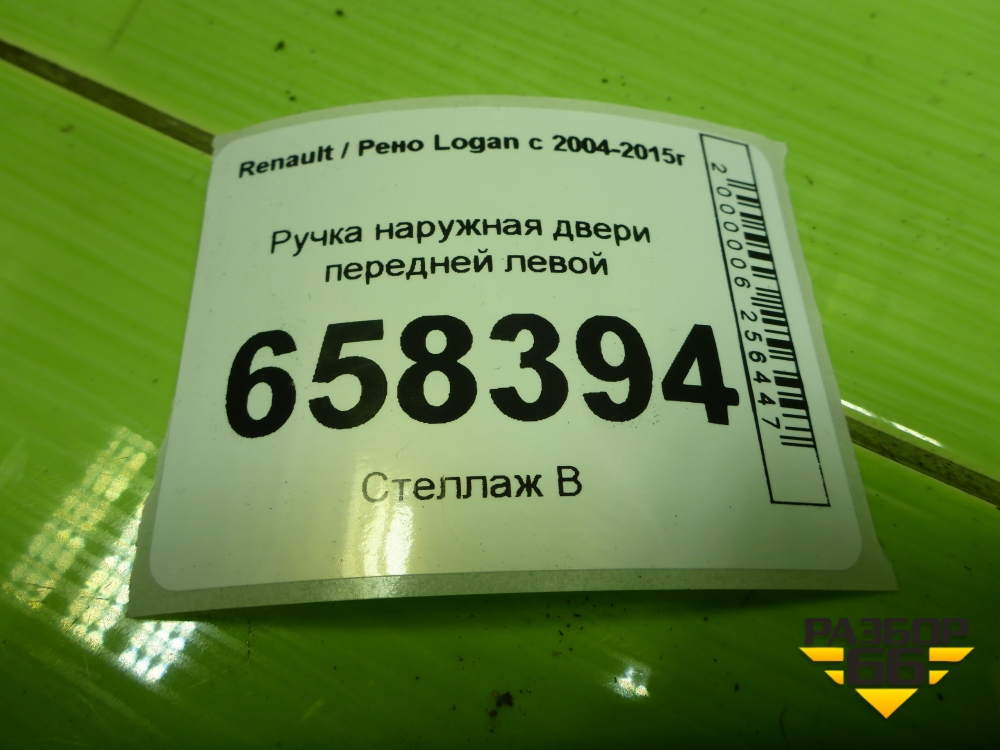 Renault / Рено Logan с 2004-2015г
Ручка наружная двери
передней левой
658394
Стеллаж В
2000006256447
РАЗБОР
66